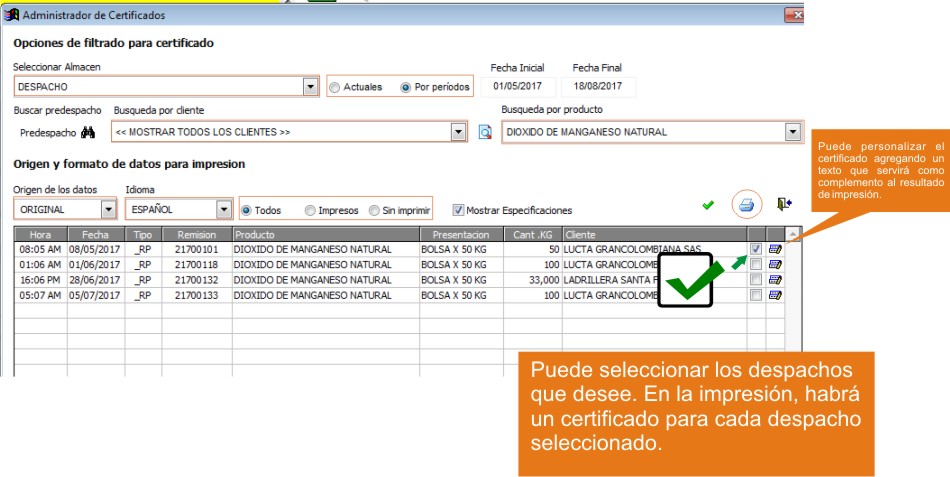 Administrador de Certificados
Opciones de filtrado para certificado
Seleccionar Almacen
Fecha Inicial Fecha Final
DESPACHO Actuales Por períodos 01/05/2017 18/08/2017
Buscar predespacho Busqueda por cliente Busqueda por producto
Predespacho << MOSTRAR TODOS LOS CLIENTES >> DIOXIDO DE MANGANESO NATURAL
Puede personalizar el
certificado agregando un
texto que servirá como
complemento al resultado
de impresión.
Origen y formato de datos para impresion
Origen de los datos Idioma
ORIGINAL ESPAÑOL Todos Impresos Sin imprimir Mostrar Especificaciones
Hora Fecha Tipo Remision Producto Presentacion Cant .KG Cliente
08:05 AM 08/05/2017 _RP 21700101 DIOXIDO DE MANGANESO NATURAL BOLSA X 50 KG 50 LUCTA GRANCOLOMBIANA SAS
01:06 AM 01/06/2017 _RP 21700118 DIOXIDO DE MANGANESO NATURAL BOLSA X 50 KG 100 LUCTA GRANCOLOMB
16:06 PM 28/06/2017 _RP 21700132 DIOXIDO DE MANGANESO NATURAL BOLSA X 50 KG 33,000 LADRILLERA SANTA F
05:07 AM 05/07/2017 _RP 21700133 DIOXIDO DE MANGANESO NATURAL BOLSA X 50 KG 100 LUCTA GRANCOLOMB
Puede seleccionar los despachos
que desee. En la impresión, habrá
un certificado para cada despacho
seleccionado.